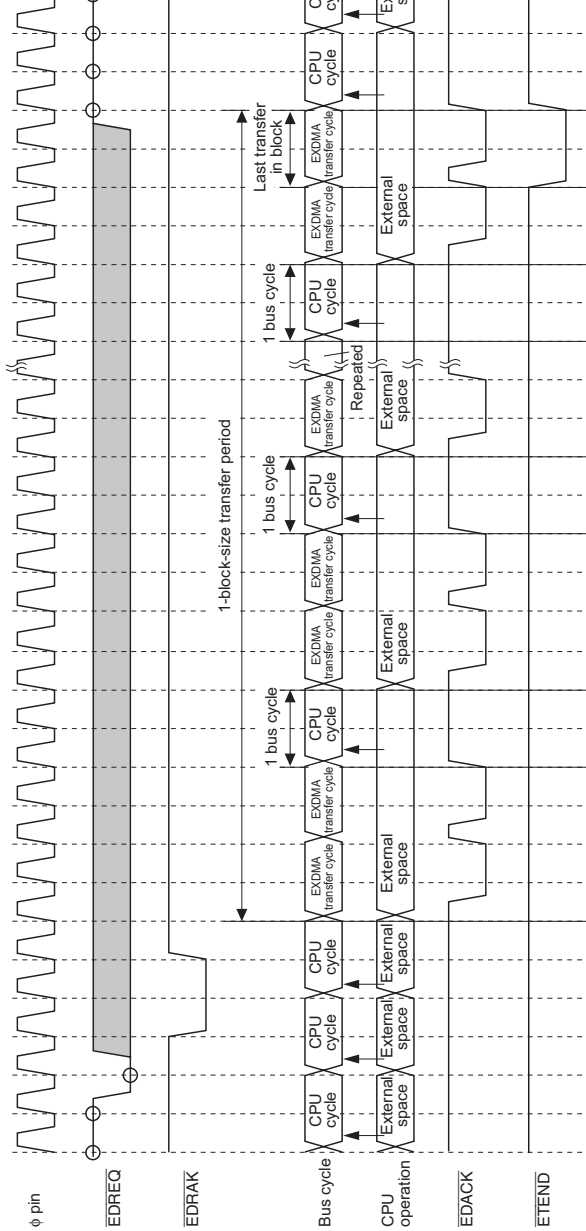 φ pin
EDREQ
EDRAK
1-block-size transfer period
Last transfer
in block
1 bus cycle
1 bus cycle
1 bus cycle
Bus cycle
CPU
cycle
CPU
cycle
CPU
cycle
EXDMA
transfer cycle
EXDMA
transfer cycle
CPU
cycle
EXDMA
transfer cycle
EXDMA
transfer cycle
CPU
cycle
EXDMA
transfer cycle
Repeated
CPU
cycle
EXDMA
transfer cycle
EXDMA
transfer cycle
CPU
cycle
CPU
operation
External
space
External
space
External
space
External
space
External
space
External
space
External
space
EDACK
ETEND